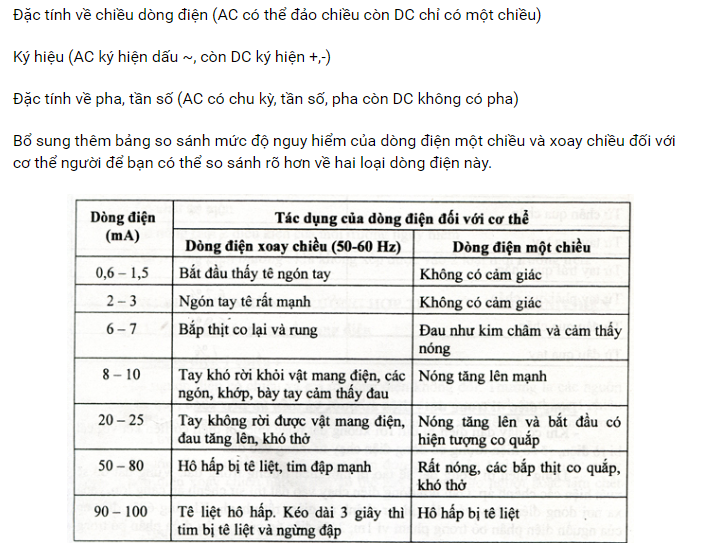 Đặc tính về chiều dòng điện (AC có thể đảo chiều còn DC chỉ có một chiều)
Ký hiệu (AC ký hiện dấu ~, còn DC ký hiện +,-)
Đặc tính về pha, tần số (AC có chu kỳ, tần số, pha còn DC không có pha)
Bổ sung thêm bảng so sánh mức độ nguy hiểm của dòng điện một chiều và xoay chiều đối với
cơ thể người để bạn có thể so sánh rõ hơn về hai loại dòng điện này.
Dòng điện
(mA)
Tác dụng của dòng điện đối với cơ thể
Dòng điện xoay chiều (50-60 Hz)
Dòng điện một chiều
0,6 – 1,5
Bắt đầu thấy tê ngón tay
Không có cảm giác
2 – 3
Ngón tay tê rất mạnh
Không có cảm giác
6 – 7
Bắp thịt co lại và rung
Đau như kim châm và cảm thấy
nóng
8 – 10
Tay khó rời khỏi vật mang điện, các
ngón, khớp, bày tay cảm thấy đau
Nóng tăng lên mạnh
20 – 25
Tay không rời được vật mang điện,
đau tăng lên, khó thở
Nóng tăng lên và bắt đầu có
hiện tượng co quắp
50 – 80
Hô hấp bị tê liệt, tim đập mạnh
Rất nóng, các bắp thịt co quắp,
khó thở
90 – 100
Tê liệt hô hấp. Kéo dài 3 giây thì
tim bị tê liệt và ngừng đập
Hô hấp bị tê liệt